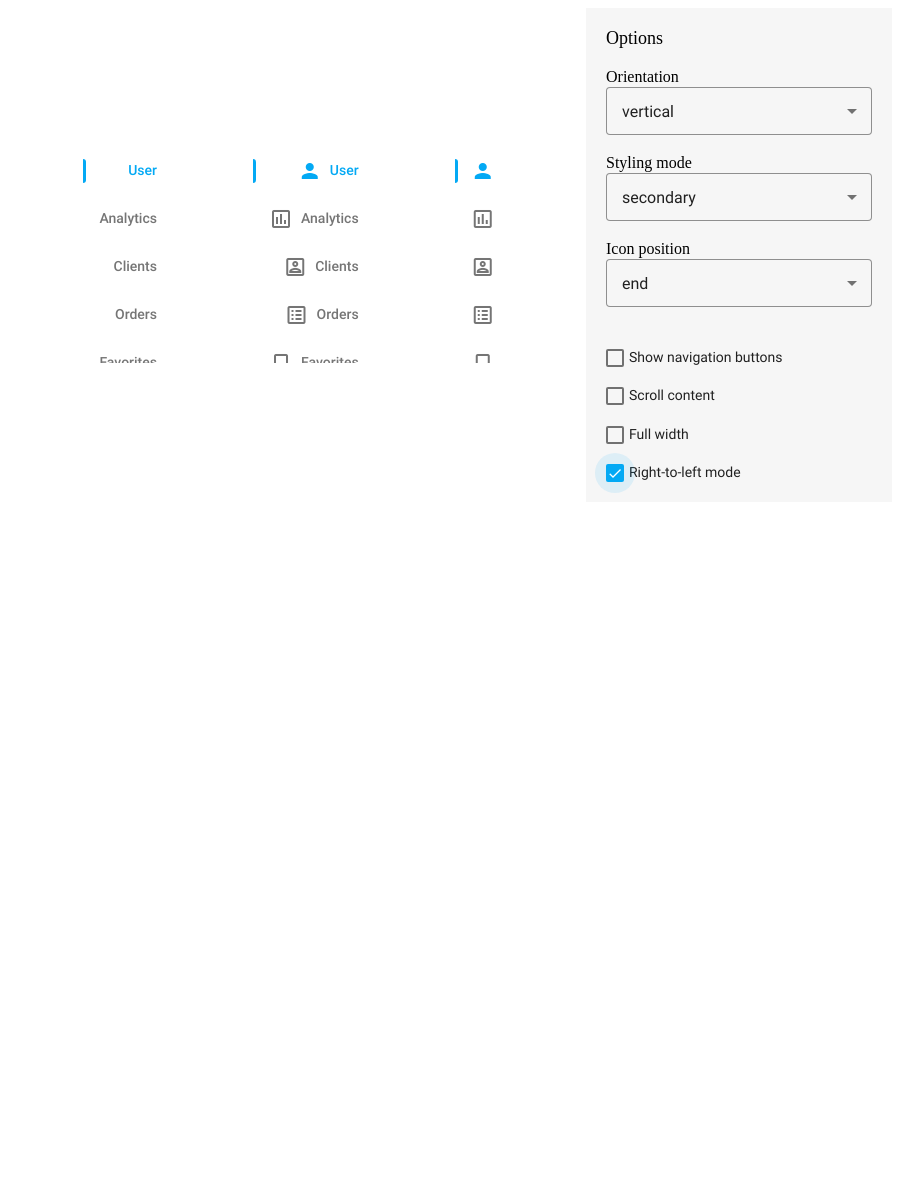 User
Analytics
Clients
Orders
Favorites
User
Analytics
Clients
Orders
Favorites
Options
Orientation
vertical
Styling mode
secondary
Icon position
end
Show navigation buttons
Scroll content
Full width
Right-to-left mode